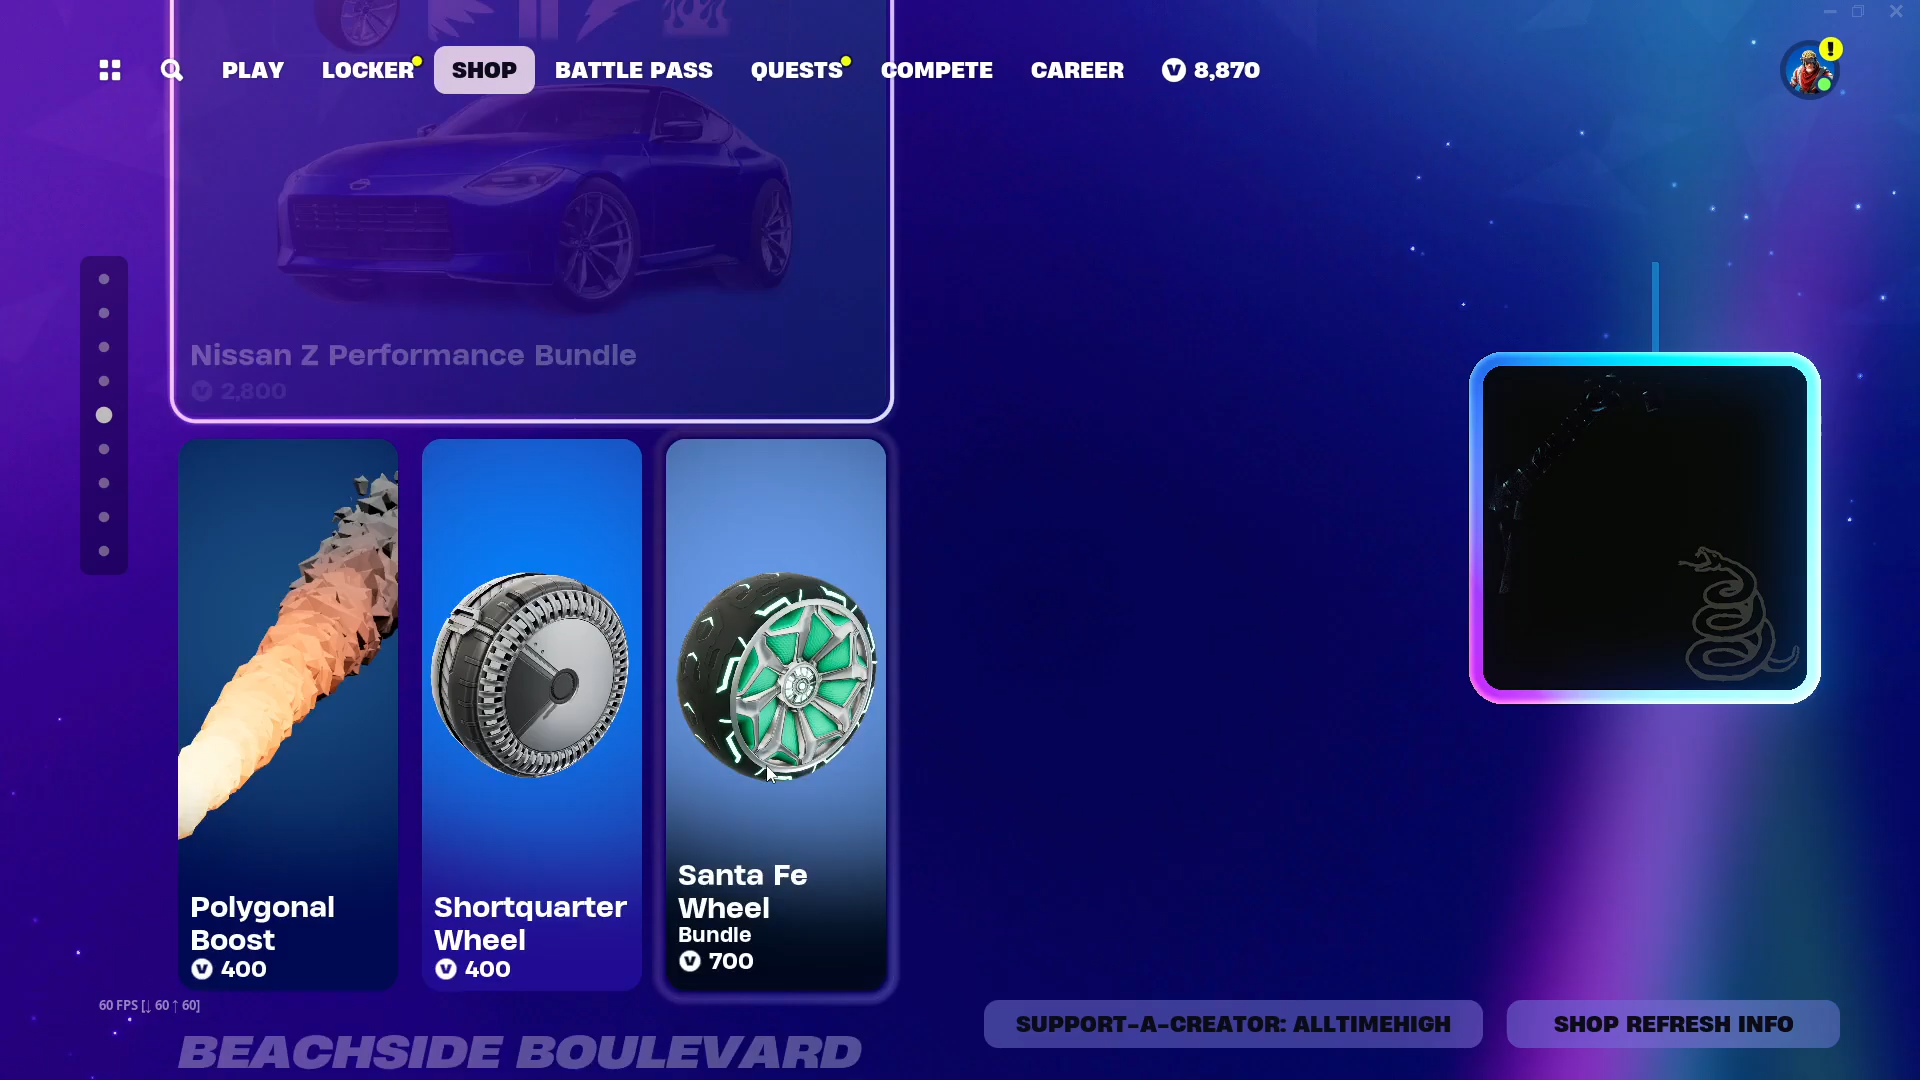 PLAY LOCKER SHOP BATTLE PASS QUESTS COMPETE CAREER 8,870
Nissan Z Performance Bundle
2,800
Polygonal
Boost
400
Shortquarter
Wheel
400
Santa Fe
Wheel
Bundle
700
60 FPS [↓ 60 ↑ 60]
SUPPORT-A-CREATOR: ALLTIMEHIGH
SHOP REFRESH INFO
BEACHSIDE BOULEVARD